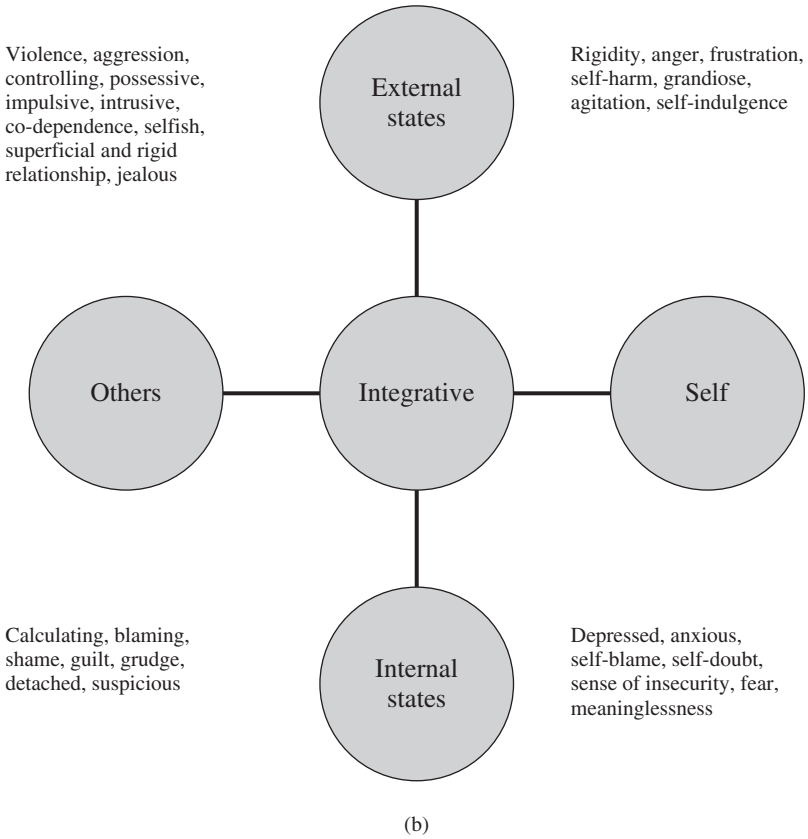 Violence, aggression,
controlling, possessive,
impulsive, intrusive,
co-dependence, selfish,
superficial and rigid
relationship, jealous
External
states
Rigidity, anger, frustration,
self-harm, grandiose,
agitation, self-indulgence
Others
Integrative
Self
Calculating, blaming,
shame, guilt, grudge,
detached, suspicious
Internal
states
Depressed, anxious,
self-blame, self-doubt,
sense of insecurity, fear,
meaninglessness
(b)